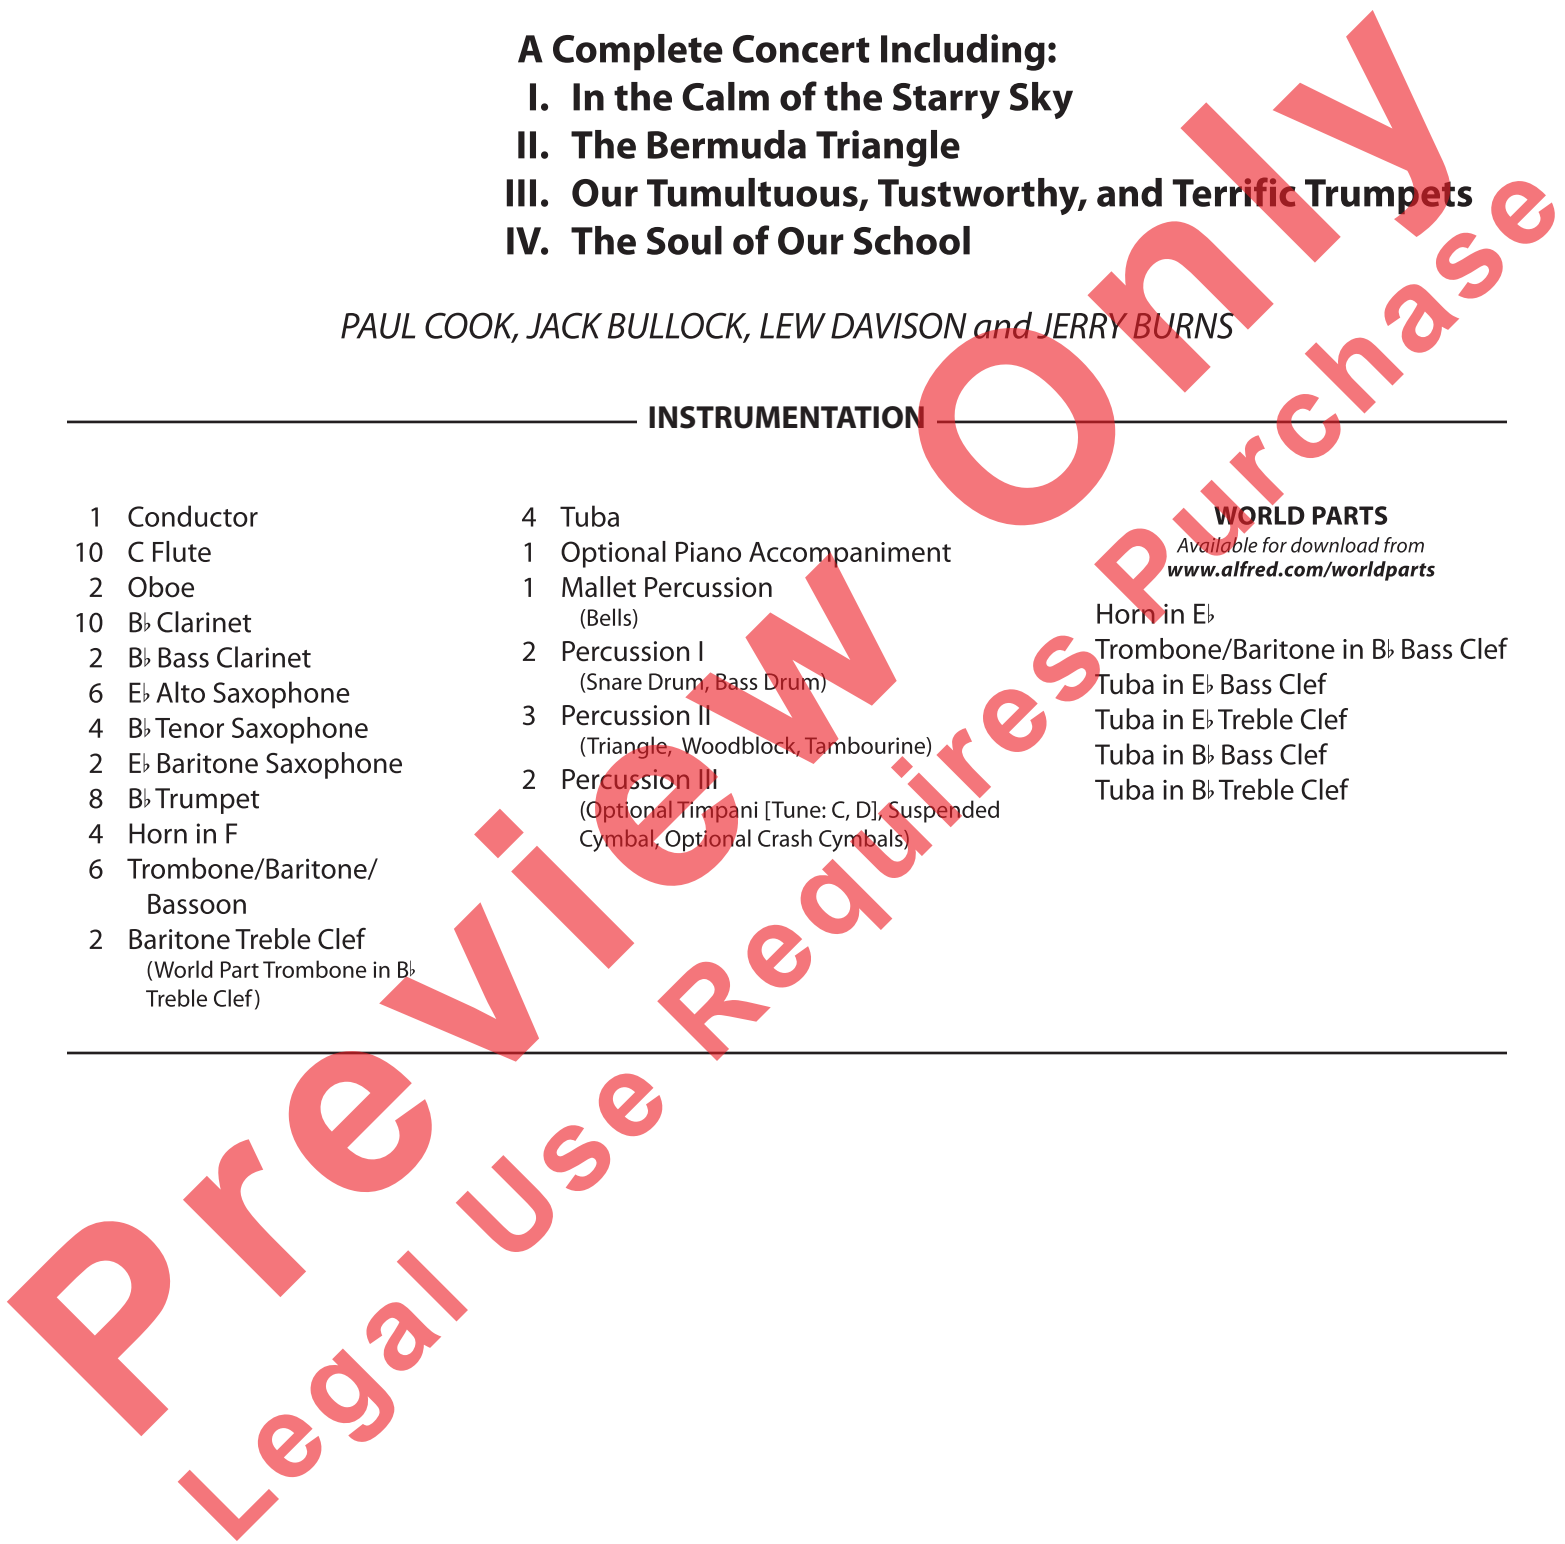 A Complete Concert Including:
I. In the Calm of the Starry Sky
II. The Bermuda Triangle
III. Our Tumultuous, Tustworthy, and Terrific Trumpets
IV. The Soul of Our School
PAUL COOK, JACK BULLOCK, LEW DAVISON and JERRY BURNS
INSTRUMENTATION
1 Conductor
10 C Flute
2 Oboe
10 B♭ Clarinet
2 B♭ Bass Clarinet
6 E♭ Alto Saxophone
4 B♭ Tenor Saxophone
2 E♭ Baritone Saxophone
8 B♭ Trumpet
4 Horn in F
6 Trombone/Baritone/
Bassoon
2 Baritone Treble Clef
(World Part Trombone in B♭
Treble Clef)
4 Tuba
1 Optional Piano Accompaniment
1 Mallet Percussion
(Bells)
2 Percussion I
(Snare Drum, Bass Drum)
3 Percussion II
(Triangle, Woodblock, Tambourine)
2 Percussion III
(Optional Timpani [Tune: C, D], Suspended
Cymbal, Optional Crash Cymbals)
WORLD PARTS
Available for download from
www.alfred.com/worldparts
Horn in E♭
Trombone/Baritone in B♭ Bass Clef
Tuba in E♭ Bass Clef
Tuba in E♭ Treble Clef
Tuba in B♭ Bass Clef
Tuba in B♭ Treble Clef
Preview Only
Legal Use Requires Purchase